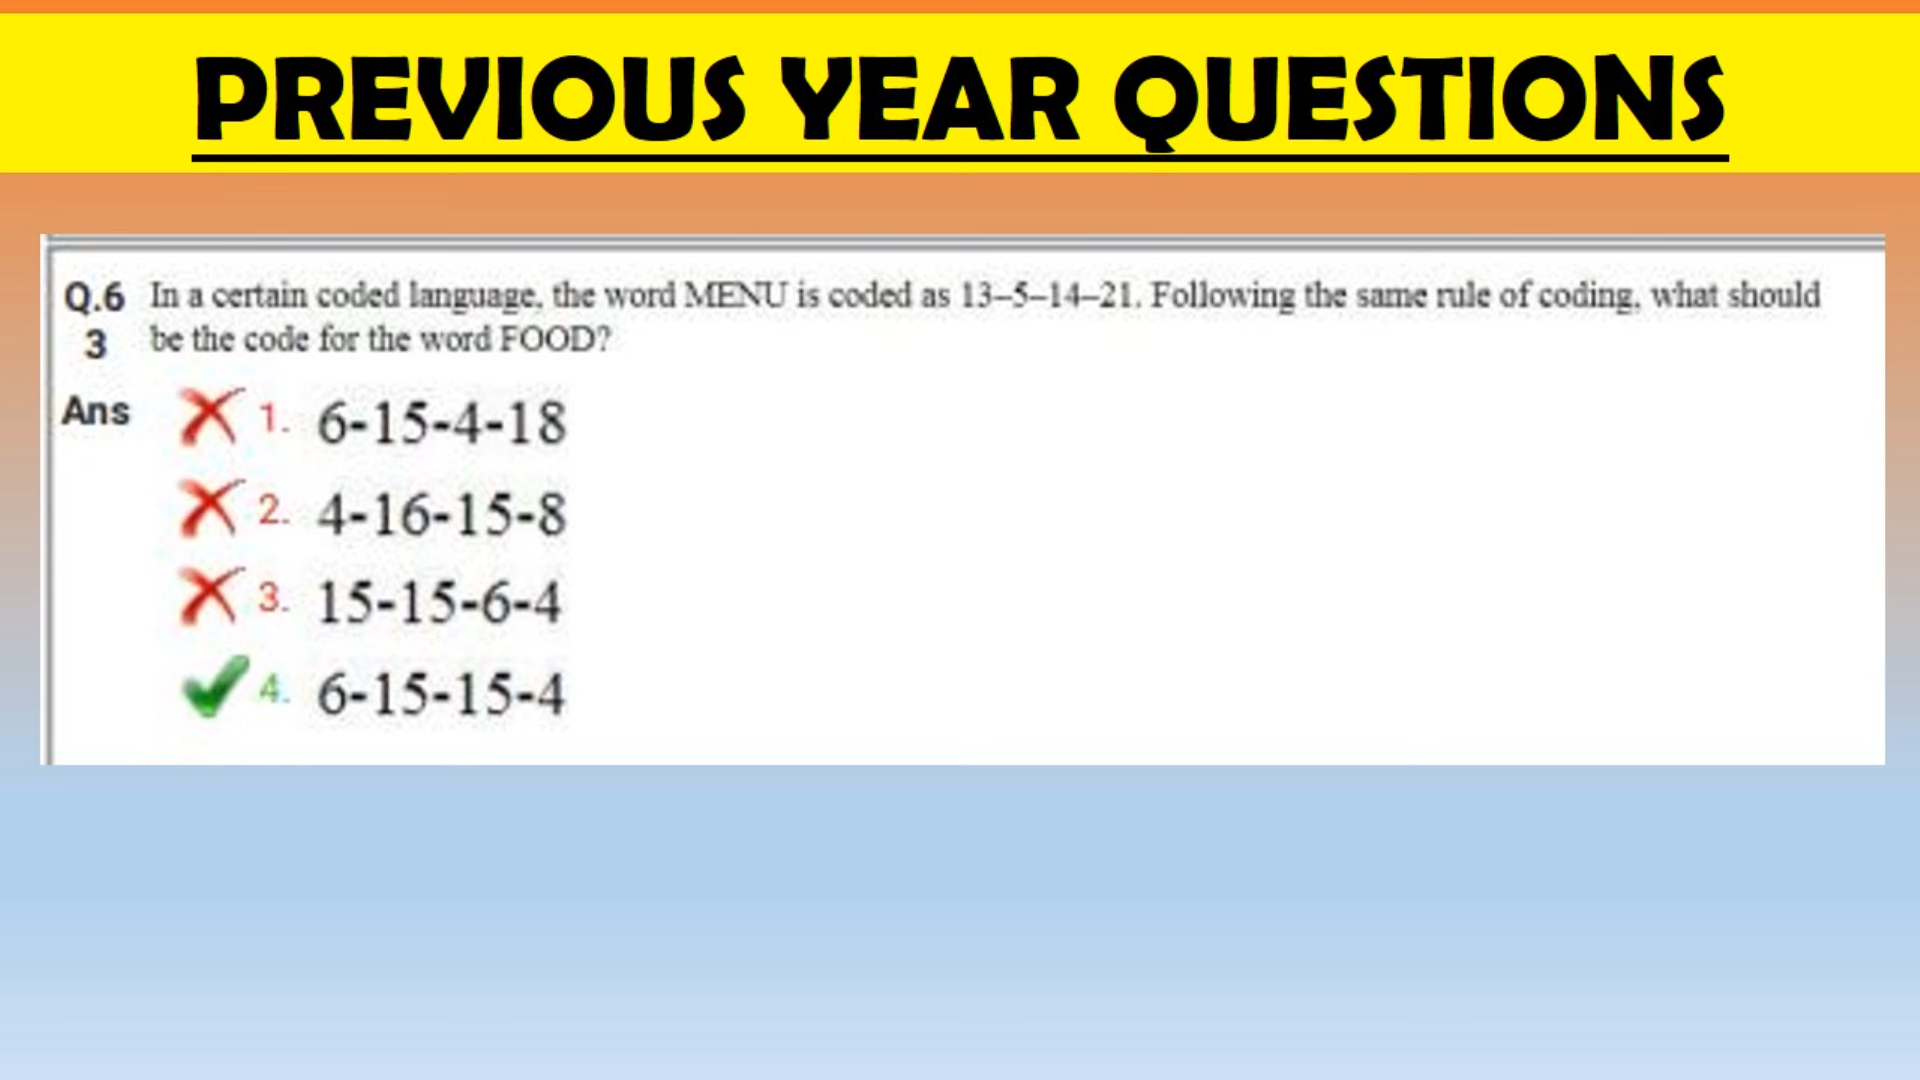 PREVIOUS YEAR QUESTIONS
Q.6 In a certain coded language, the word MENU is coded as 13–5–14–21. Following the same rule of coding, what should
3 be the code for the word FOOD?
Ans 1. 6-15-4-18
2. 4-16-15-8
3. 15-15-6-4
4. 6-15-15-4